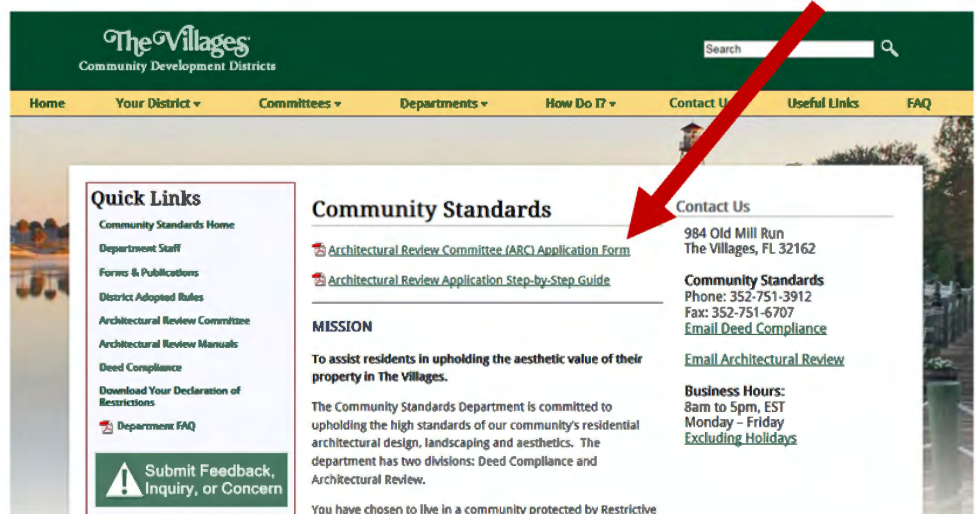 The Villages
Community Development Districts
Search
Home
Your District
Committees
Departments
How Do I?
Contact Us
Useful Links
FAQ
Quick Links
Community Standards Home
Department Staff
Forms & Publications
District Adopted Rules
Architectural Review Committee
Architectural Review Manuals
Deed Compliance
Download Your Declaration of
Restrictions
Department FAQ
Submit Feedback,
Inquiry, or Concern
Community Standards
Architectural Review Committee (ARC) Application Form
Architectural Review Application Step-by-Step Guide
MISSION
To assist residents in upholding the aesthetic value of their
property in The Villages.
The Community Standards Department is committed to
upholding the high standards of our community's residential
architectural design, landscaping and aesthetics. The
department has two divisions: Deed Compliance and
Architectural Review.
You have chosen to live in a community protected by Restrictive
Contact Us
984 Old Mill Run
The Villages, FL 32162
Community Standards
Phone: 352-751-3912
Fax: 352-751-6707
Email Deed Compliance
Email Architectural Review
Business Hours:
8am to 5pm, EST
Monday – Friday
Excluding Holidays